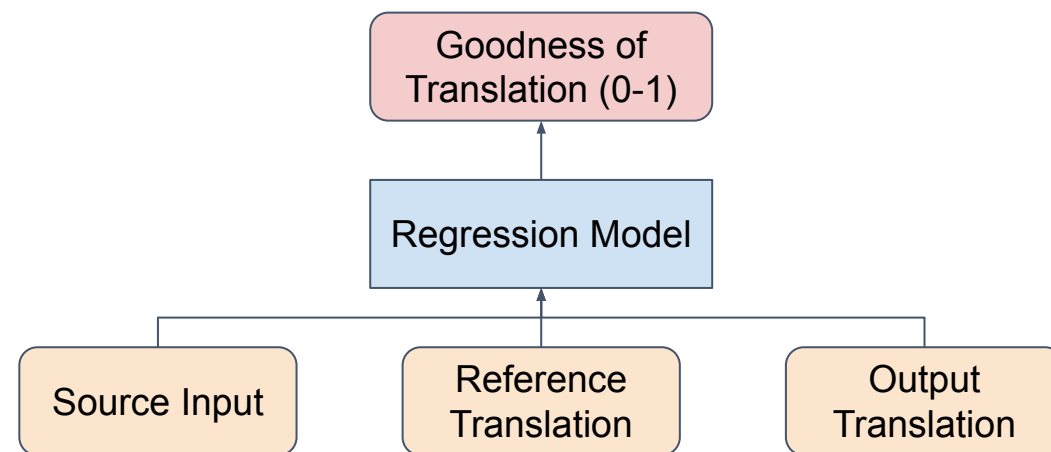 Goodness of
Translation (0-1)
Regression Model
Source Input
Reference
Translation
Output
Translation